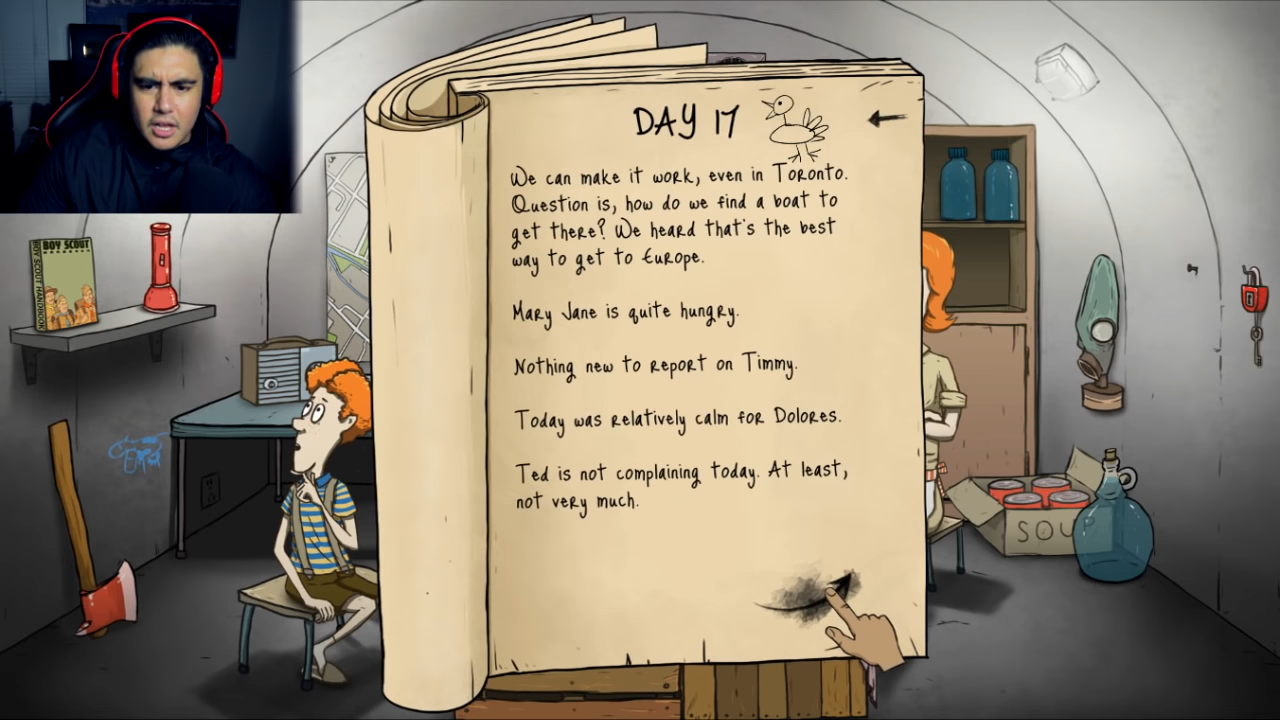 DAY 17
We can make it work, even in Toronto.
Question is, how do we find a boat to
get there? We heard that's the best
way to get to Europe.
Mary Jane is quite hungry.
Nothing new to report on Timmy.
Today was relatively calm for Dolores.
Ted is not complaining today. At least,
not very much.
BOY SCOUT
BOY SCOUT HANDBOOK
SOUP